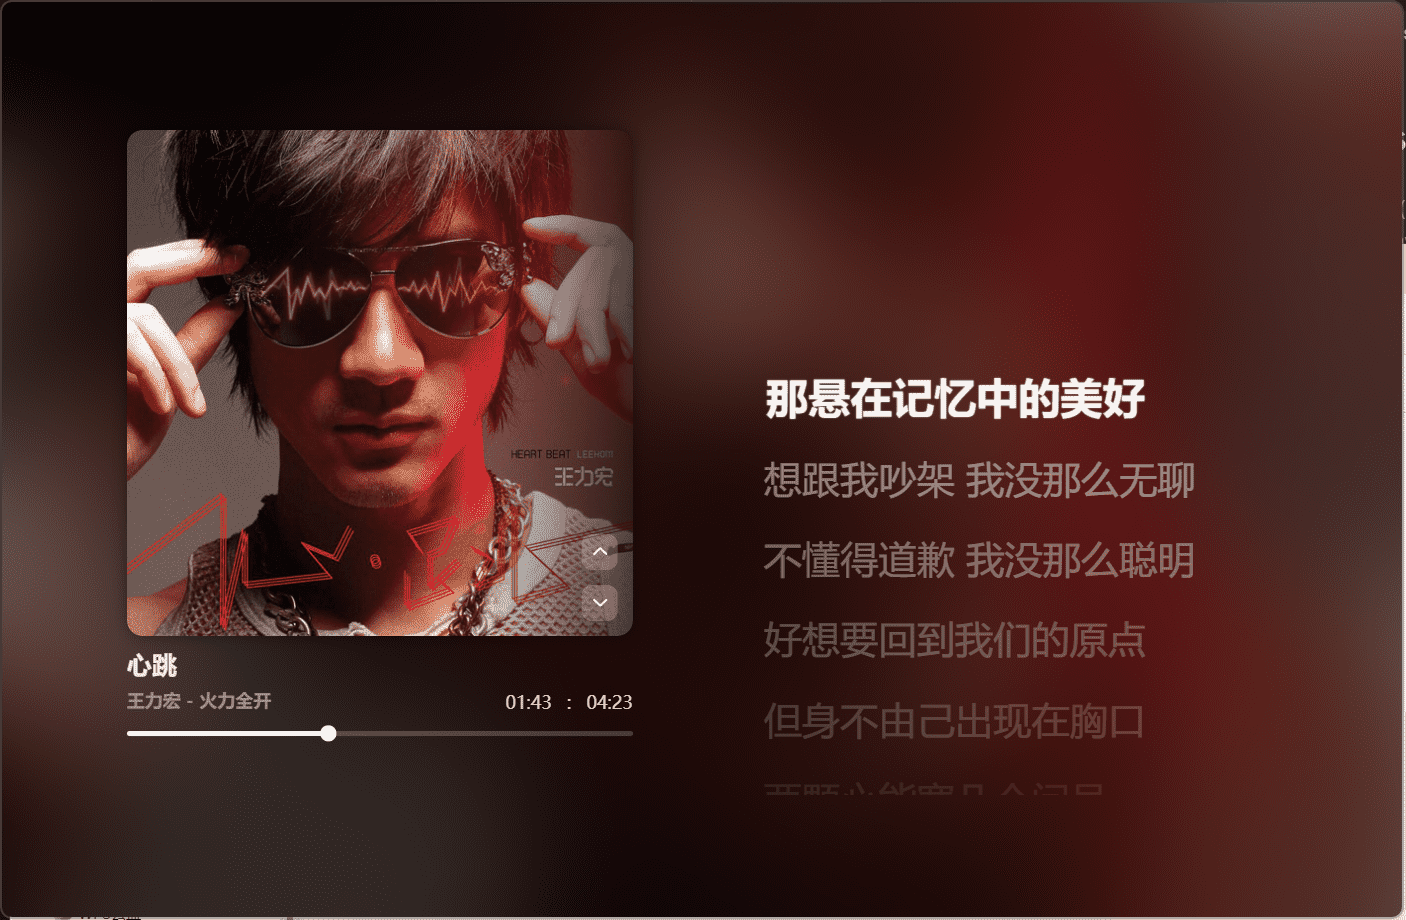 HEART BEAT LEEHOM
王力宏
心跳
王力宏 - 火力全开
01:43 : 04:23
那悬在记忆中的美好
想跟我吵架 我没那么无聊
不懂得道歉 我没那么聪明
好想要回到我们的原点
但身不由己出现在胸口